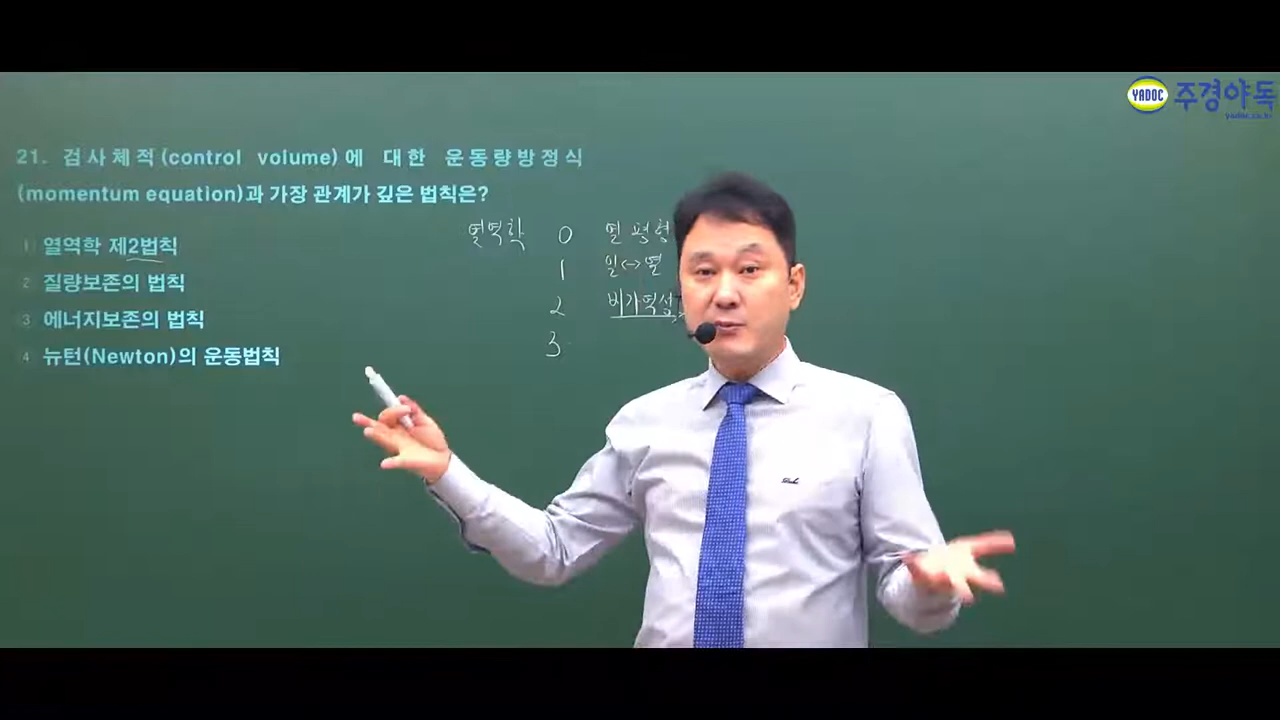 YADOC 주경야독
yadoc.co.kr
21. 검사체적(control volume)에 대한 운동량방정식
(momentum equation)과 가장 관계가 깊은 법칙은?
1 열역학 제2법칙
2 질량보존의 법칙
3 에너지보존의 법칙
4 뉴턴(Newton)의 운동법칙
열역학 0 열평형
1 일↔열
2 비가역성
3